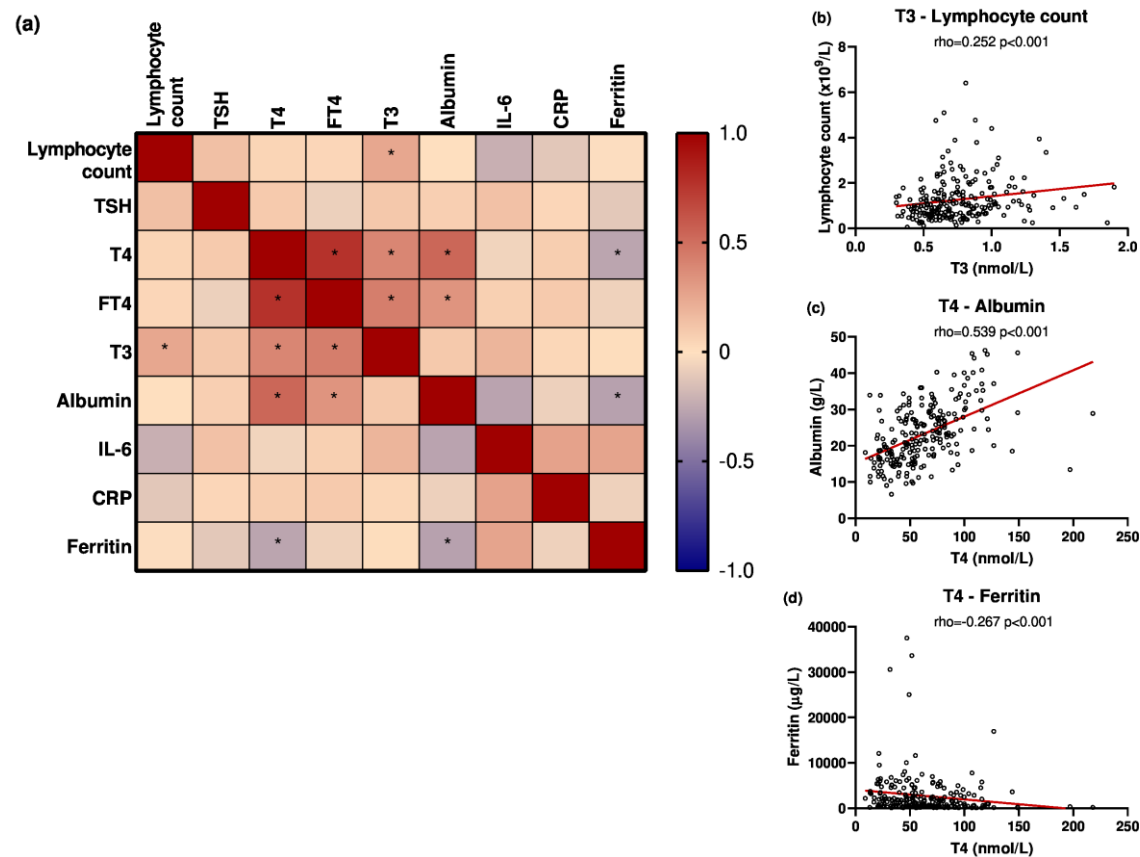 (a)
Lymphocyte
count
TSH
T4
FT4
T3
Albumin
IL-6
CRP
Ferritin
Lymphocyte
count
*
TSH
T4
* * * *
FT4
* * *
T3
* * *
Albumin
* * *
IL-6
CRP
Ferritin
* *
1.0
0.5
0
-0.5
-1.0
(b)
T3 - Lymphocyte count
rho=0.252 p<0.001
Lymphocyte count (x10⁹/L)
8
6
4
2
0
0.0 0.5 1.0 1.5 2.0
T3 (nmol/L)
(c)
T4 - Albumin
rho=0.539 p<0.001
Albumin (g/L)
50
40
30
20
10
0
0 50 100 150 200 250
T4 (nmol/L)
(d)
T4 - Ferritin
rho=-0.267 p<0.001
Ferritin (µg/L)
40000
30000
20000
10000
0
0 50 100 150 200 250
T4 (nmol/L)